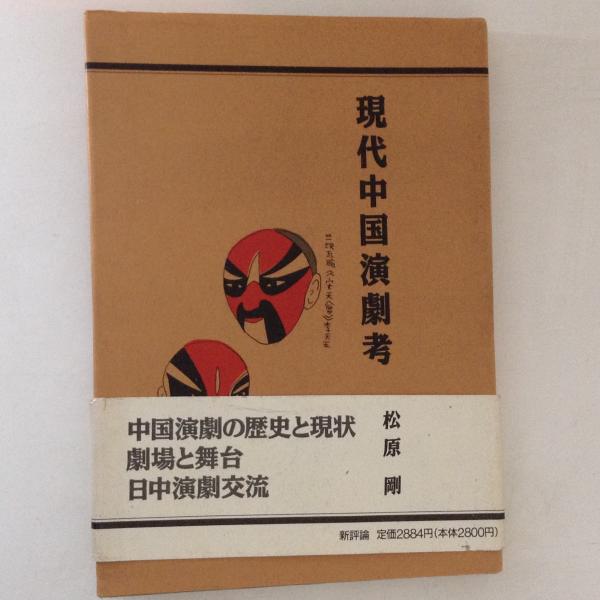 現代中国演劇考
中国演劇の歴史と現状
劇場と舞台
日中演劇交流
松原 剛
新評論 定価2884円(本体2800円)